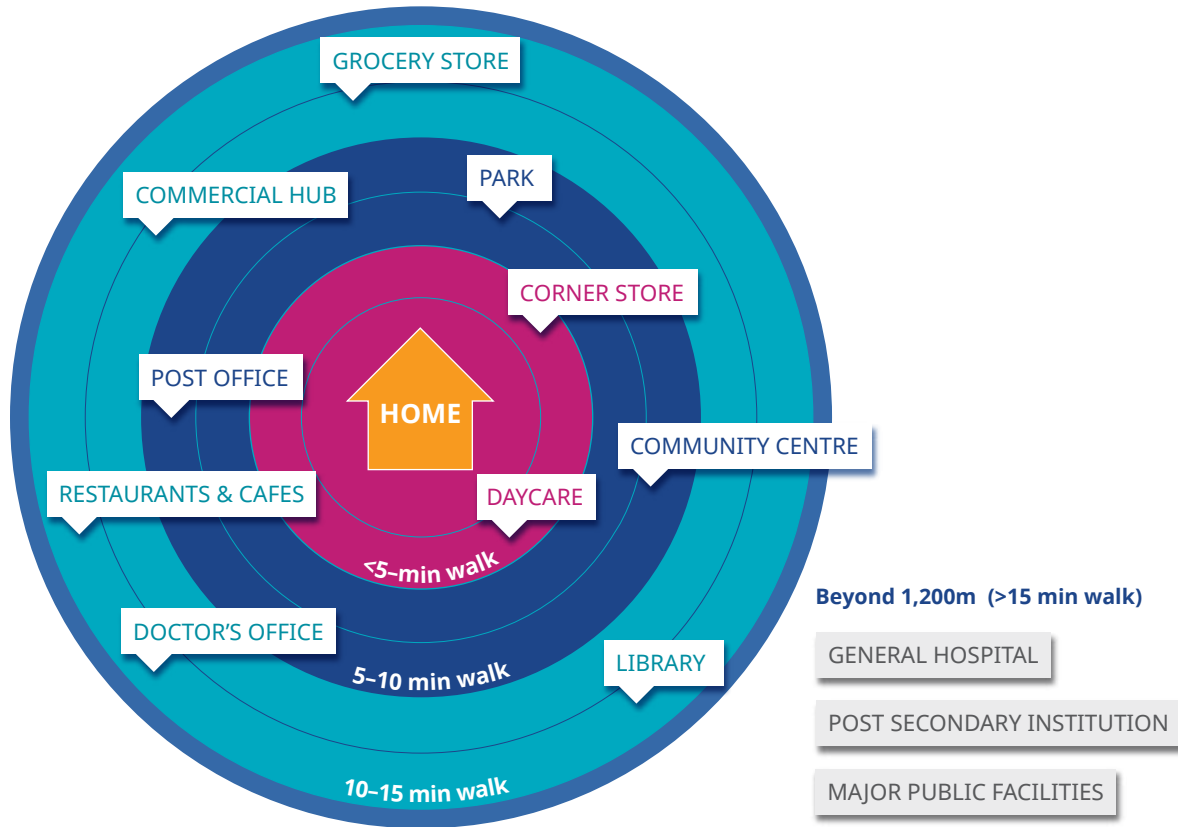 GROCERY STORE
PARK
COMMERCIAL HUB
CORNER STORE
POST OFFICE
HOME
COMMUNITY CENTRE
RESTAURANTS & CAFES
DAYCARE
<5–min walk
DOCTOR'S OFFICE
LIBRARY
5–10 min walk
10–15 min walk
Beyond 1,200m (>15 min walk)
GENERAL HOSPITAL
POST SECONDARY INSTITUTION
MAJOR PUBLIC FACILITIES